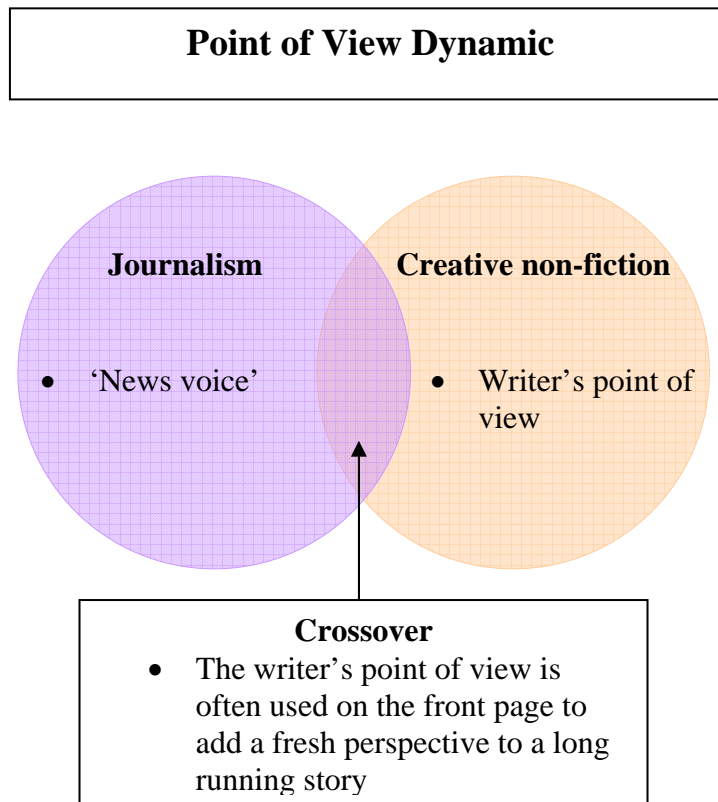 Point of View Dynamic
Journalism
Creative non-fiction
• ‘News voice’
• Writer’s point of
view
Crossover
• The writer’s point of view is
often used on the front page to
add a fresh perspective to a long
running story